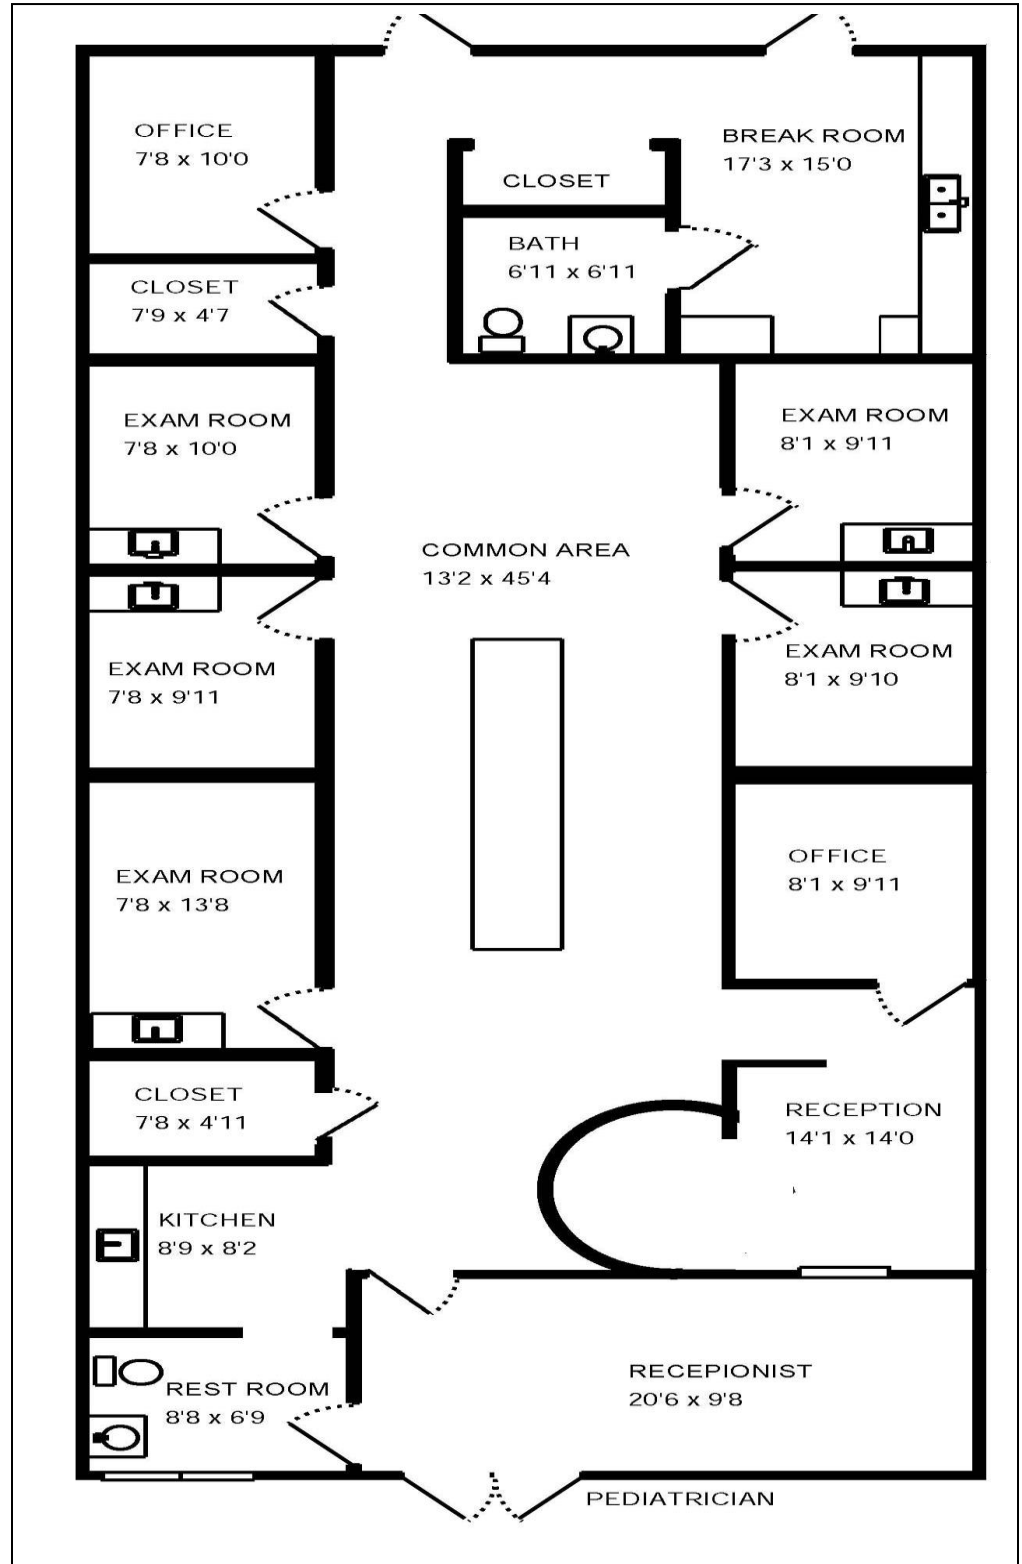 OFFICE
7'8 x 10'0
BREAK ROOM
17'3 x 15'0
CLOSET
BATH
6'11 x 6'11
CLOSET
7'9 x 4'7
EXAM ROOM
7'8 x 10'0
EXAM ROOM
8'1 x 9'11
COMMON AREA
13'2 x 45'4
EXAM ROOM
7'8 x 9'11
EXAM ROOM
8'1 x 9'10
EXAM ROOM
7'8 x 13'8
OFFICE
8'1 x 9'11
CLOSET
7'8 x 4'11
RECEPTION
14'1 x 14'0
KITCHEN
8'9 x 8'2
REST ROOM
8'8 x 6'9
RECEPIONIST
20'6 x 9'8
PEDIATRICIAN